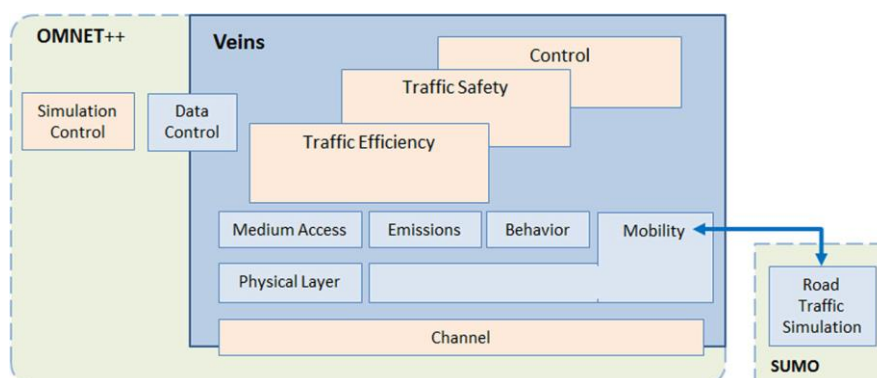 OMNET++
Veins
Control
Traffic Safety
Traffic Efficiency
Simulation
Control
Data
Control
Medium Access
Emissions
Behavior
Mobility
Physical Layer
Channel
Road
Traffic
Simulation
SUMO